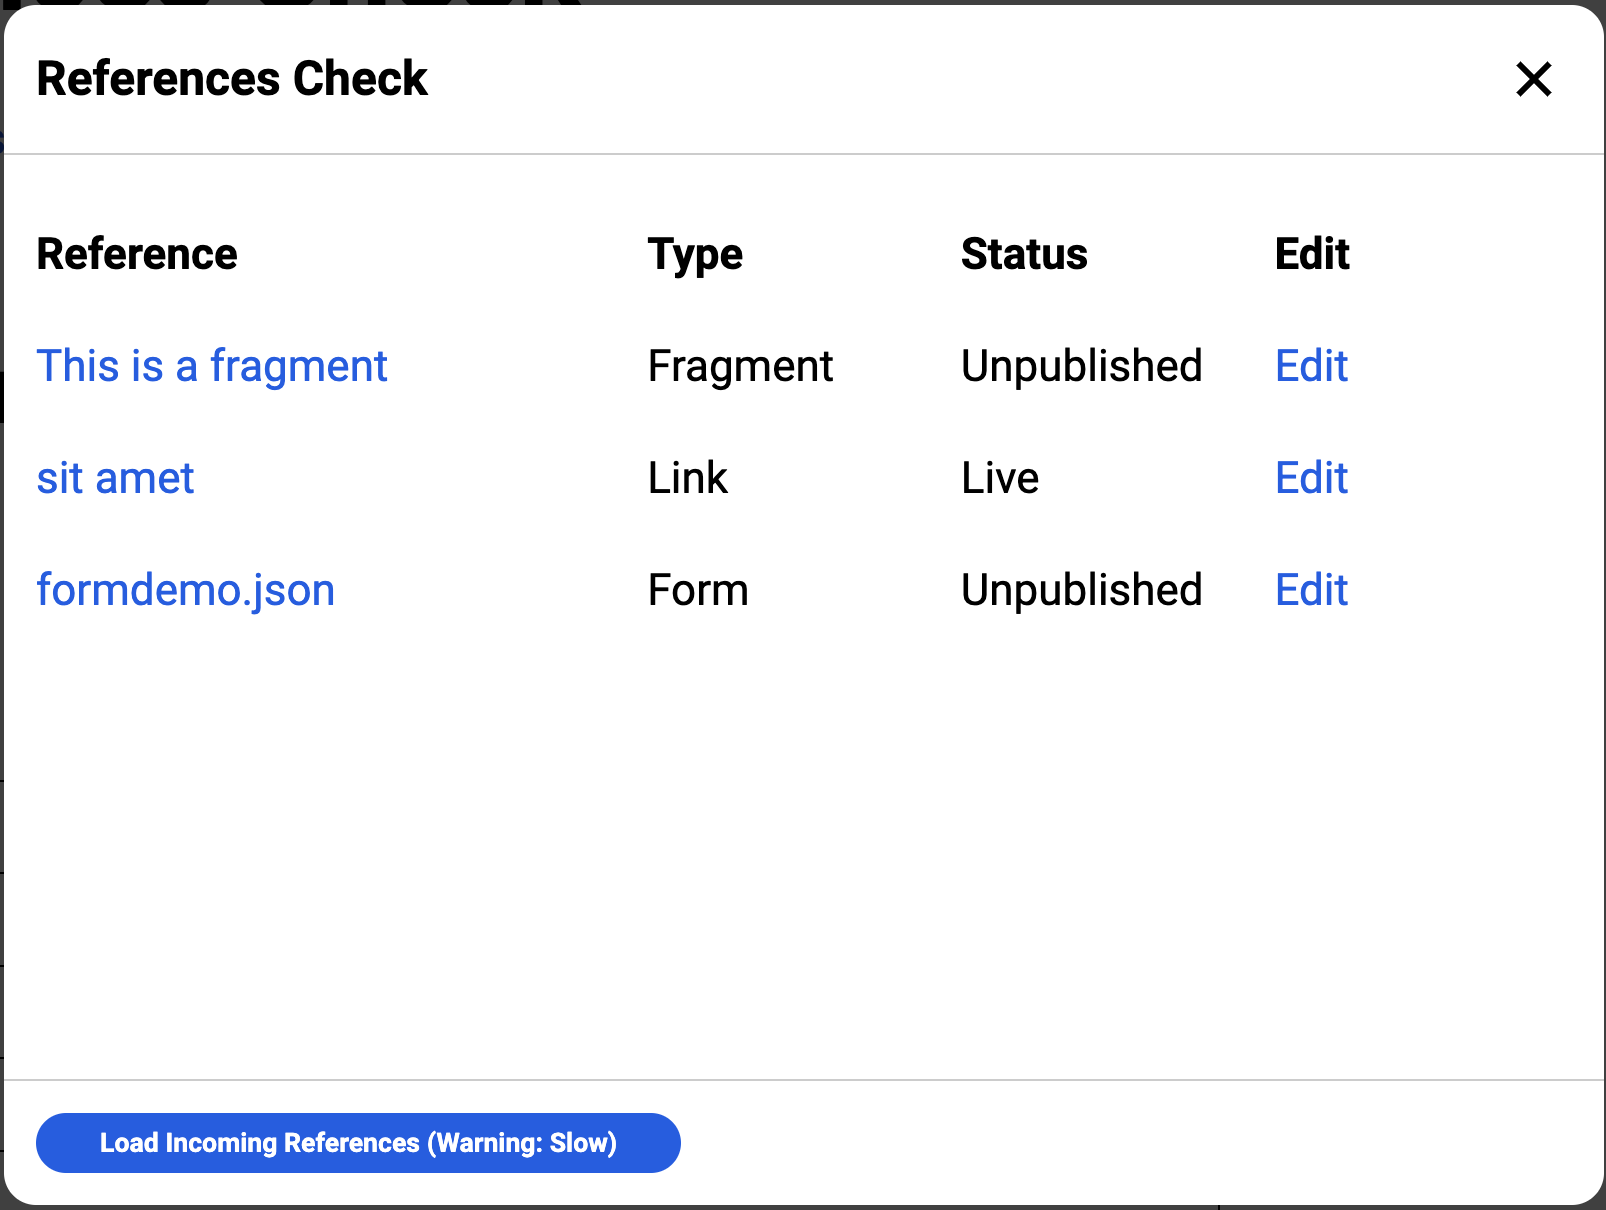 References Check
Reference Type Status Edit
This is a fragment Fragment Unpublished Edit
sit amet Link Live Edit
formdemo.json Form Unpublished Edit
Load Incoming References (Warning: Slow)